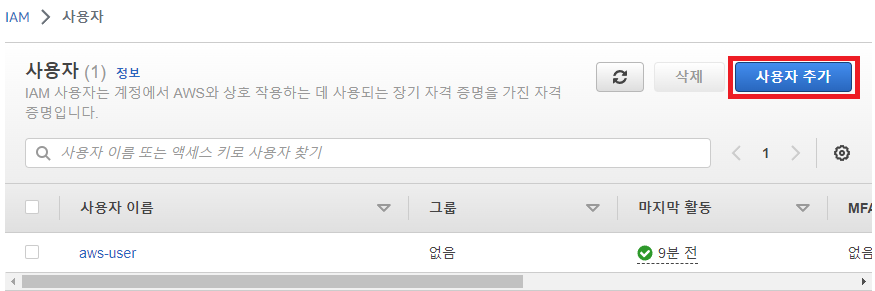 IAM > 사용자
사용자 (1) 정보
삭제
사용자 추가
IAM 사용자는 계정에서 AWS와 상호 작용하는 데 사용되는 장기 자격 증명을 가진 자격
증명입니다.
사용자 이름 또는 액세스 키로 사용자 찾기
1
사용자 이름 그룹 마지막 활동 MFA
aws-user 없음 9분 전 없음